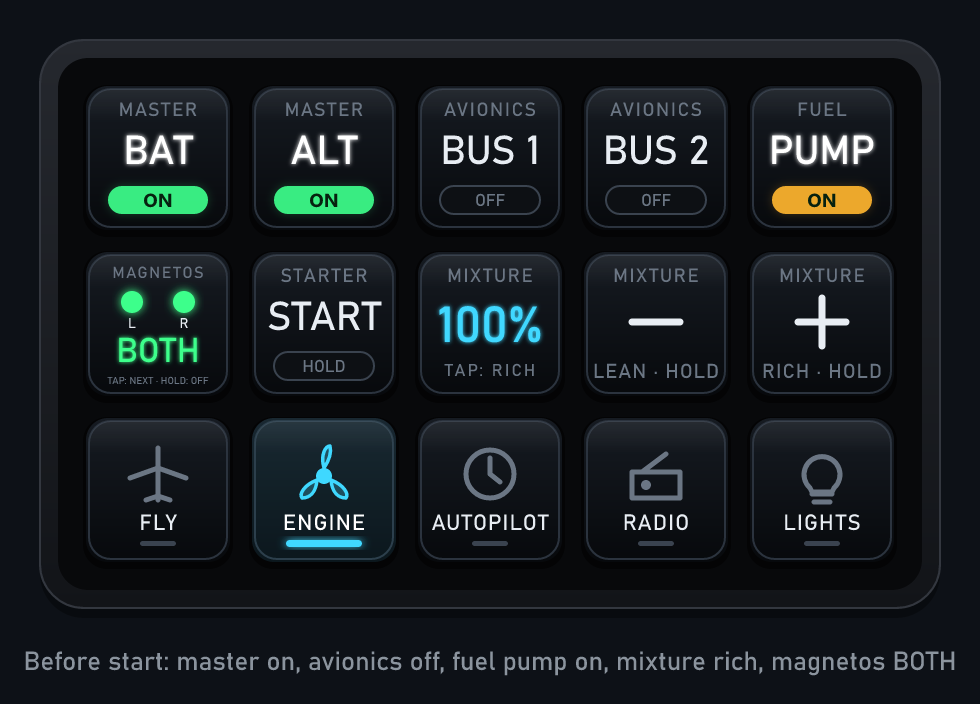 MASTER
BAT
ON
MASTER
ALT
ON
AVIONICS
BUS 1
OFF
AVIONICS
BUS 2
OFF
FUEL
PUMP
ON
MAGNETOS
L R
BOTH
TAP: NEXT · HOLD: OFF
STARTER
START
HOLD
MIXTURE
100%
TAP: RICH
MIXTURE
−
LEAN · HOLD
MIXTURE
+
RICH · HOLD
FLY
ENGINE
AUTOPILOT
RADIO
LIGHTS
Before start: master on, avionics off, fuel pump on, mixture rich, magnetos BOTH